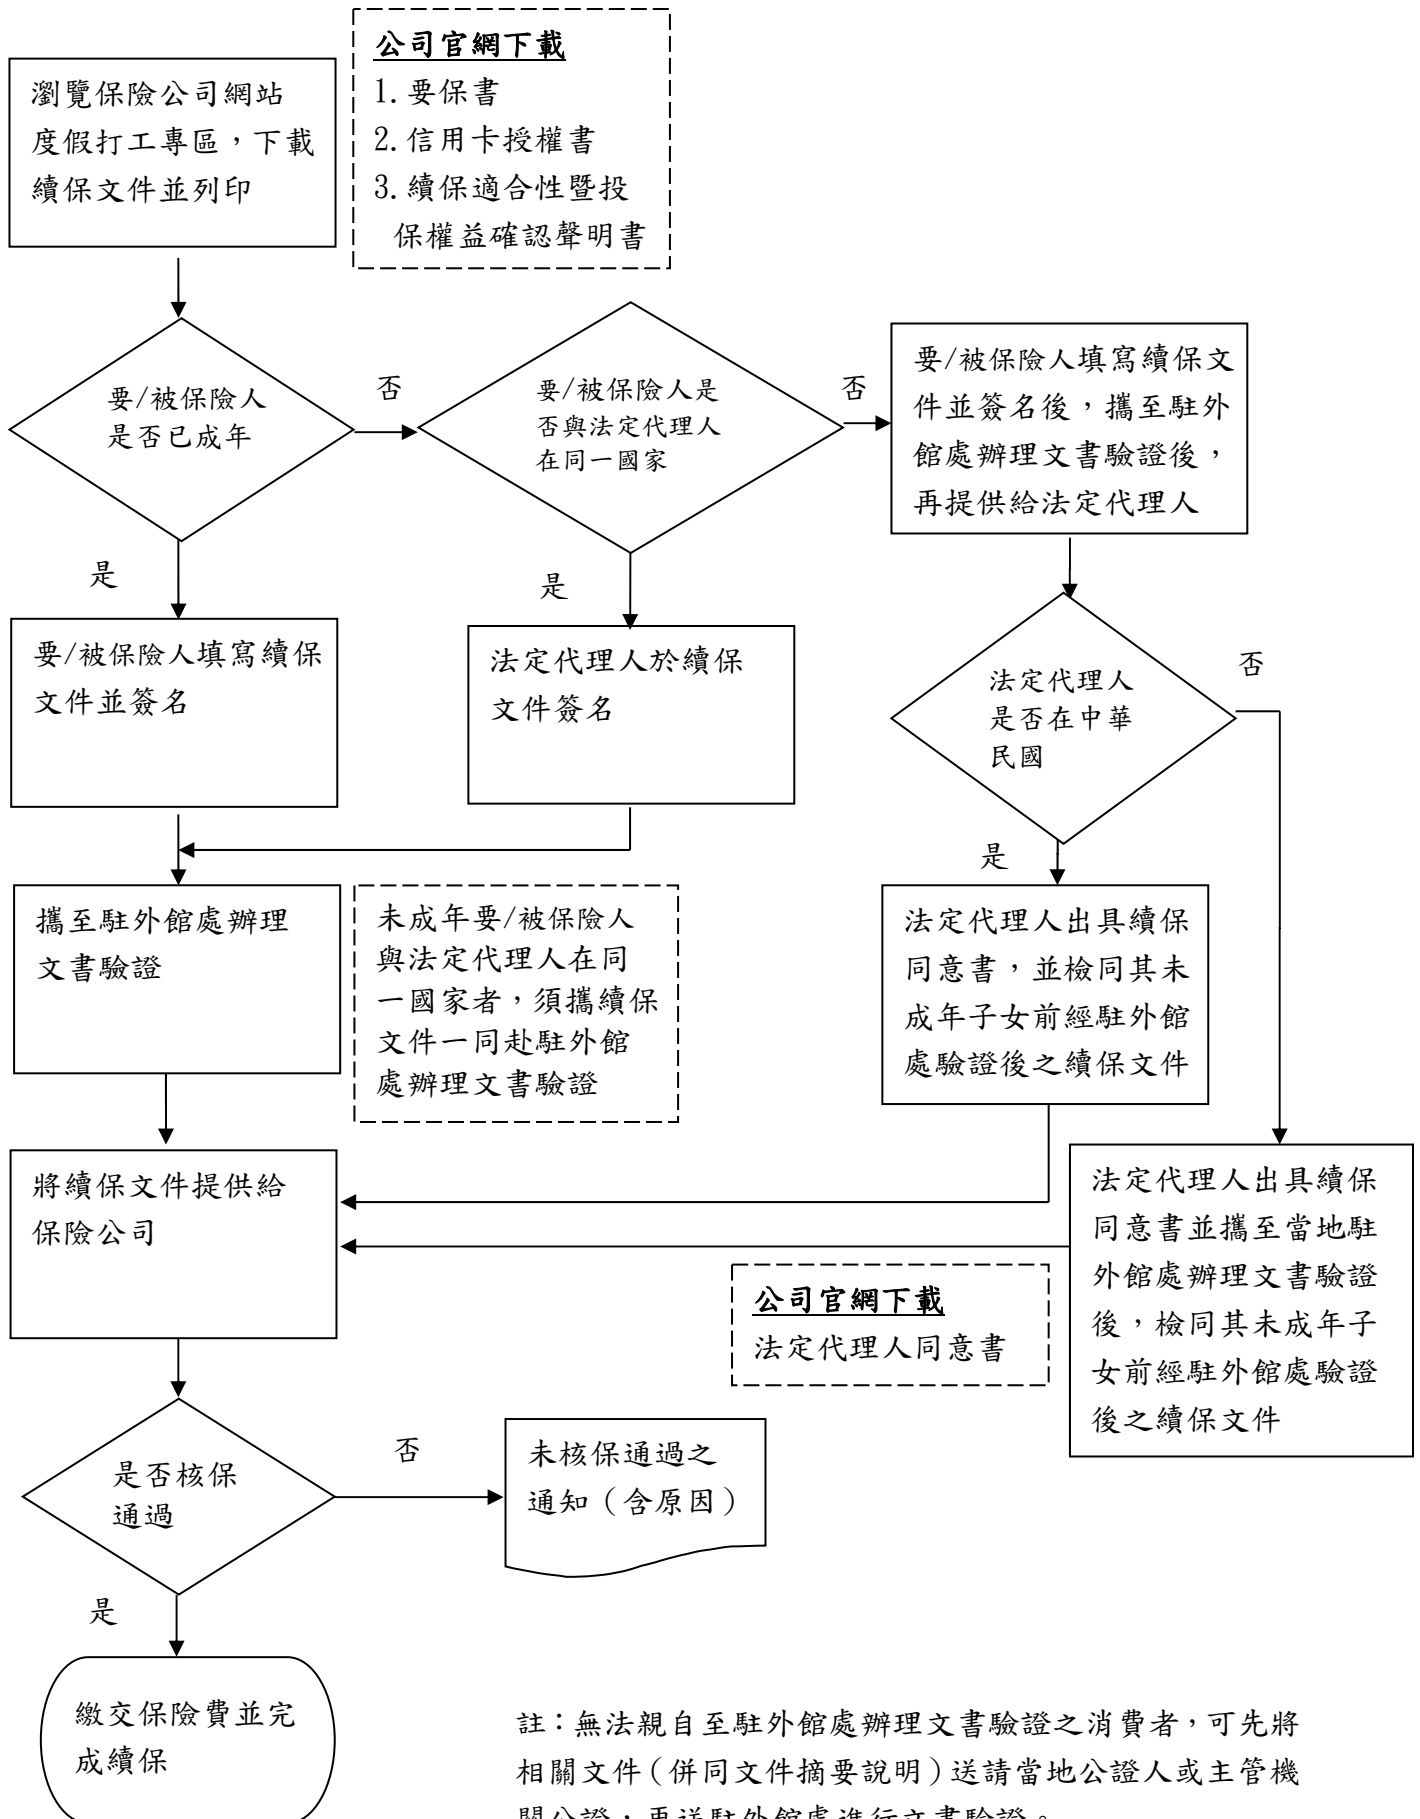 瀏覽保險公司網站
度假打工專區，下載
續保文件並列印
公司官網下載
1.要保書
2.信用卡授權書
3.續保適合性暨投
保權益確認聲明書
要/被保險人
是否已成年
否
要/被保險人是
否與法定代理人
在同一國家
否
要/被保險人填寫續保文
件並簽名後，攜至駐外
館處辦理文書驗證後，
再提供給法定代理人
是
是
要/被保險人填寫續保
文件並簽名
法定代理人於續保
文件簽名
法定代理人
是否在中華
民國
否
是
攜至駐外館處辦理
文書驗證
未成年要/被保險人
與法定代理人在同
一國家者，須攜續保
文件一同赴駐外館
處辦理文書驗證
法定代理人出具續保
同意書，並檢同其未
成年子女前經駐外館
處驗證後之續保文件
將續保文件提供給
保險公司
法定代理人出具續保
同意書並攜至當地駐
外館處辦理文書驗證
後，檢同其未成年子
女前經駐外館處驗證
後之續保文件
公司官網下載
法定代理人同意書
是否核保
通過
否
未核保通過之
通知（含原因）
是
繳交保險費並完
成續保
註：無法親自至駐外館處辦理文書驗證之消費者，可先將
相關文件（併同文件摘要說明）送請當地公證人或主管機
關公證，再送駐外館處進行文書驗證。